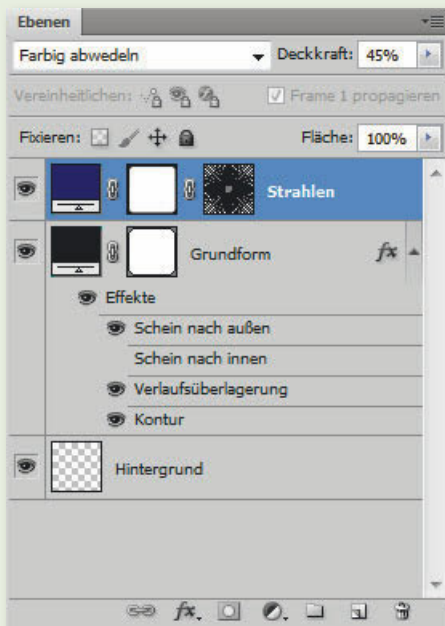 Ebenen
Farbig abwedeln Deckkraft: 45%
Vereinheitlichen: Frame 1 propagieren
Fixieren: Fläche: 100%
Strahlen
Grundform fx
Effekte
Schein nach außen
Schein nach innen
Verlaufsüberlagerung
Kontur
Hintergrund
fx.